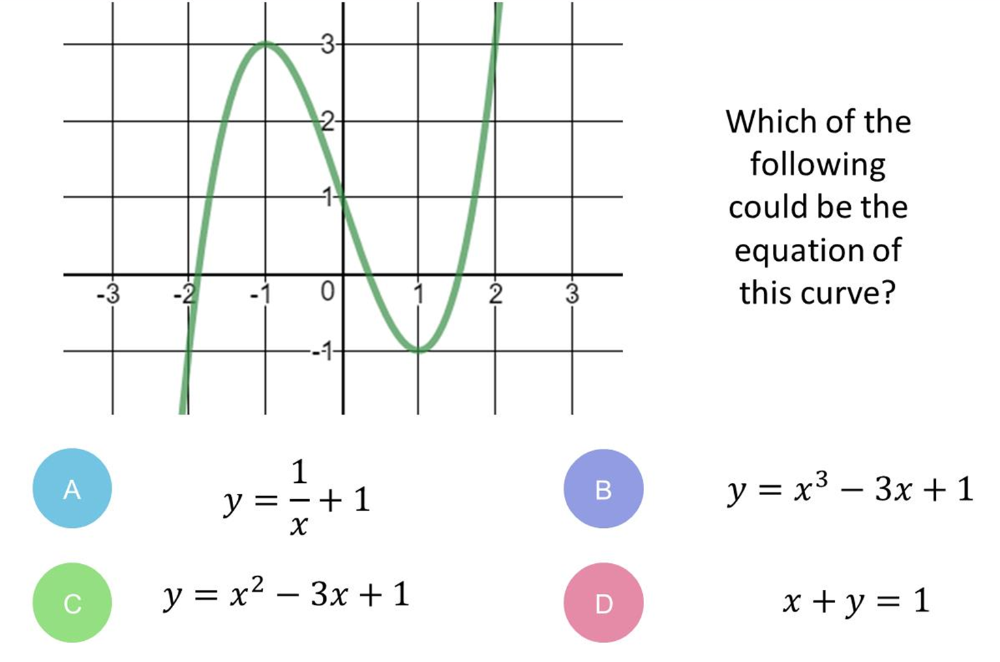 3
2
1
-3 -2 -1 0 1 2 3
-1
Which of the
following
could be the
equation of
this curve?
A y = 1/x + 1
B y = x³ − 3x + 1
C y = x² − 3x + 1
D x + y = 1